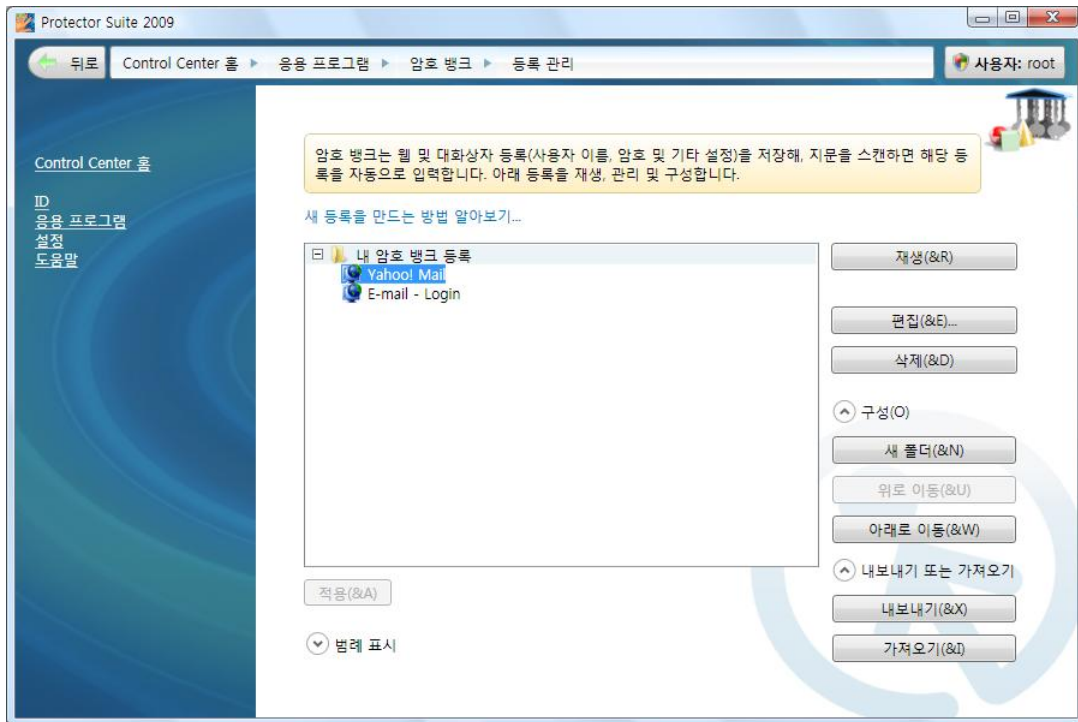 Protector Suite 2009
뒤로
Control Center 홈
응용 프로그램
암호 뱅크
등록 관리
사용자: root
Control Center 홈
ID
응용 프로그램
설정
도움말
암호 뱅크는 웹 및 대화상자 등록(사용자 이름, 암호 및 기타 설정)을 저장해, 지문을 스캔하면 해당 등
록을 자동으로 입력합니다. 아래 등록을 재생, 관리 및 구성합니다.
새 등록을 만드는 방법 알아보기...
내 암호 뱅크 등록
Yahoo! Mail
E-mail - Login
재생(&R)
편집(&E)...
삭제(&D)
구성(O)
새 폴더(&N)
위로 이동(&U)
아래로 이동(&W)
내보내기 또는 가져오기
내보내기(&X)
가져오기(&I)
적용(&A)
범례 표시